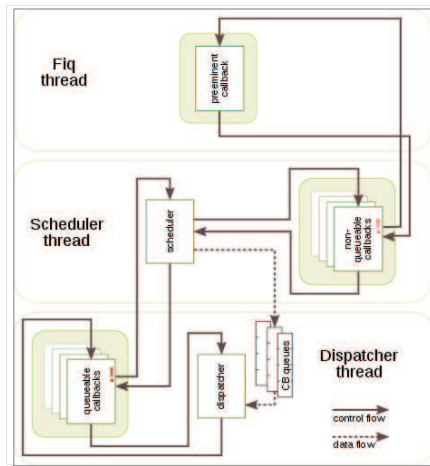 Fiq
thread
preeminent
callback
Scheduler
thread
scheduler
non-
queueable
callbacks
!
queueable
callbacks
!
dispatcher
CB queues
Dispatcher
thread
control flow
data flow